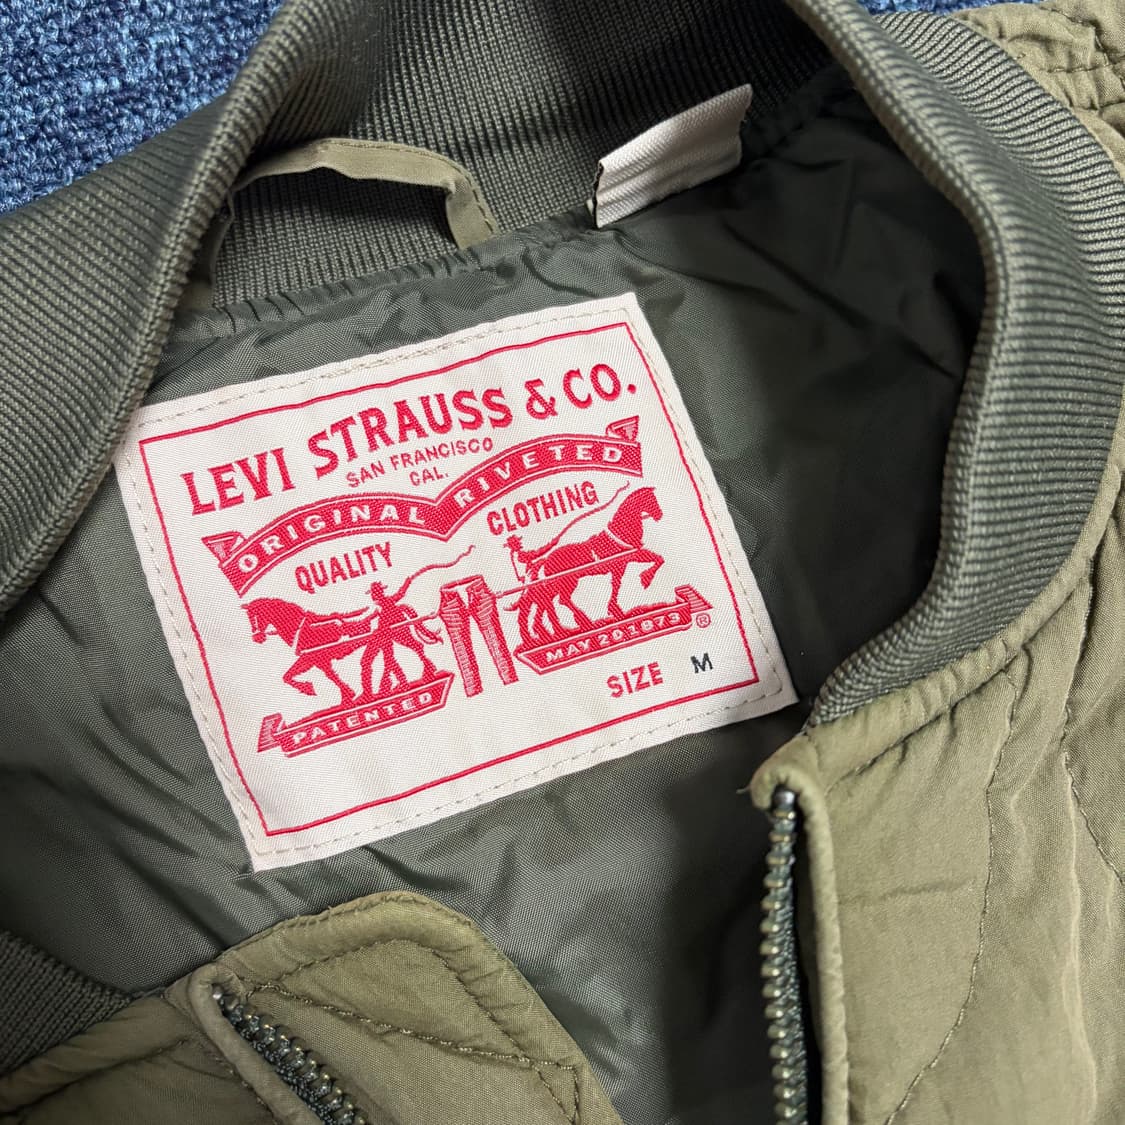 LEVI STRAUSS & CO.
SAN FRANCISCO
CAL.
ORIGINAL RIVETED
QUALITY CLOTHING
PATENTED
MAY 20 1873 ®
SIZE M